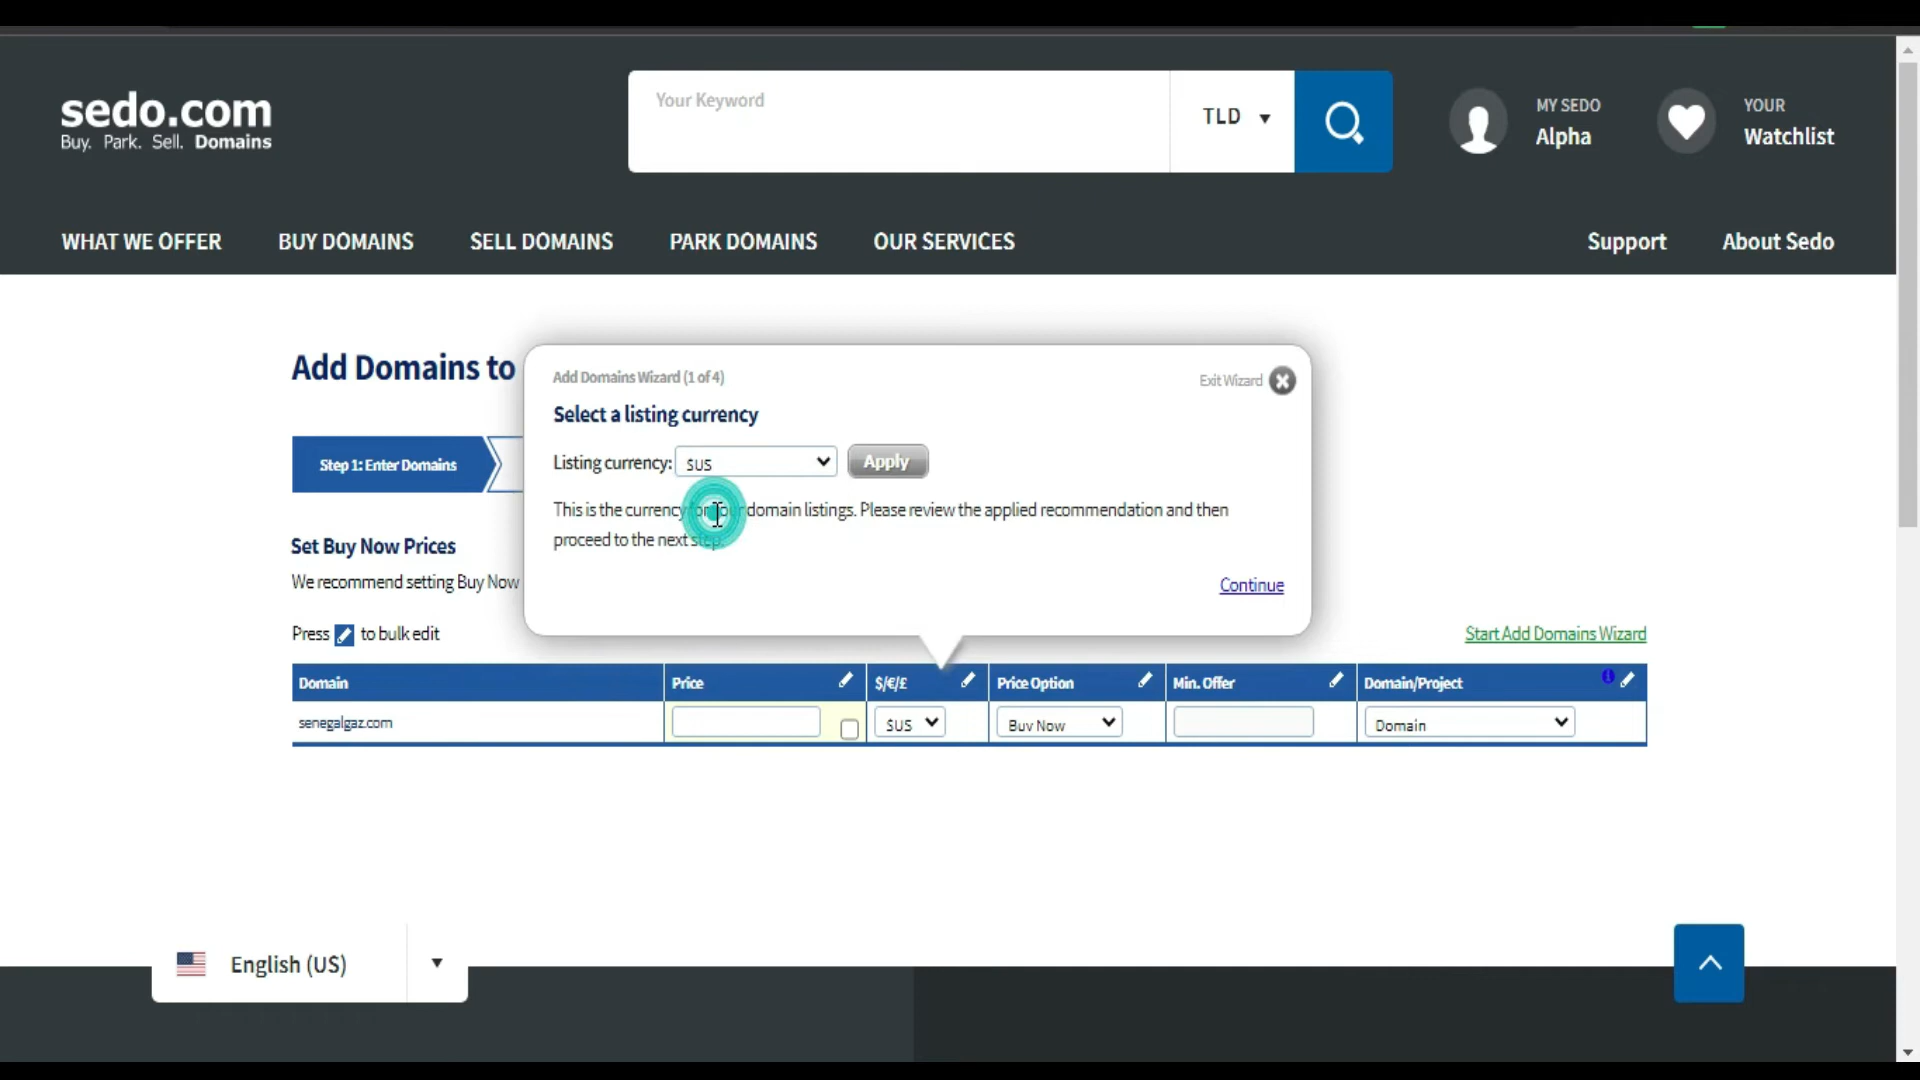 sedo.com
Buy. Park. Sell. Domains
Your Keyword
TLD
MY SEDO
Alpha
YOUR
Watchlist
WHAT WE OFFER
BUY DOMAINS
SELL DOMAINS
PARK DOMAINS
OUR SERVICES
Support
About Sedo
Add Domains to
Add Domains Wizard (1 of 4)
Exit Wizard
Select a listing currency
Listing currency: $US
Apply
This is the currency for your domain listings. Please review the applied recommendation and then
proceed to the next step.
Continue
Step 1: Enter Domains
Set Buy Now Prices
We recommend setting Buy Now
Press to bulk edit
Start Add Domains Wizard
Domain Price $/€/£ Price Option Min. Offer Domain/Project
senegalgaz.com $US Buy Now Domain
English (US)